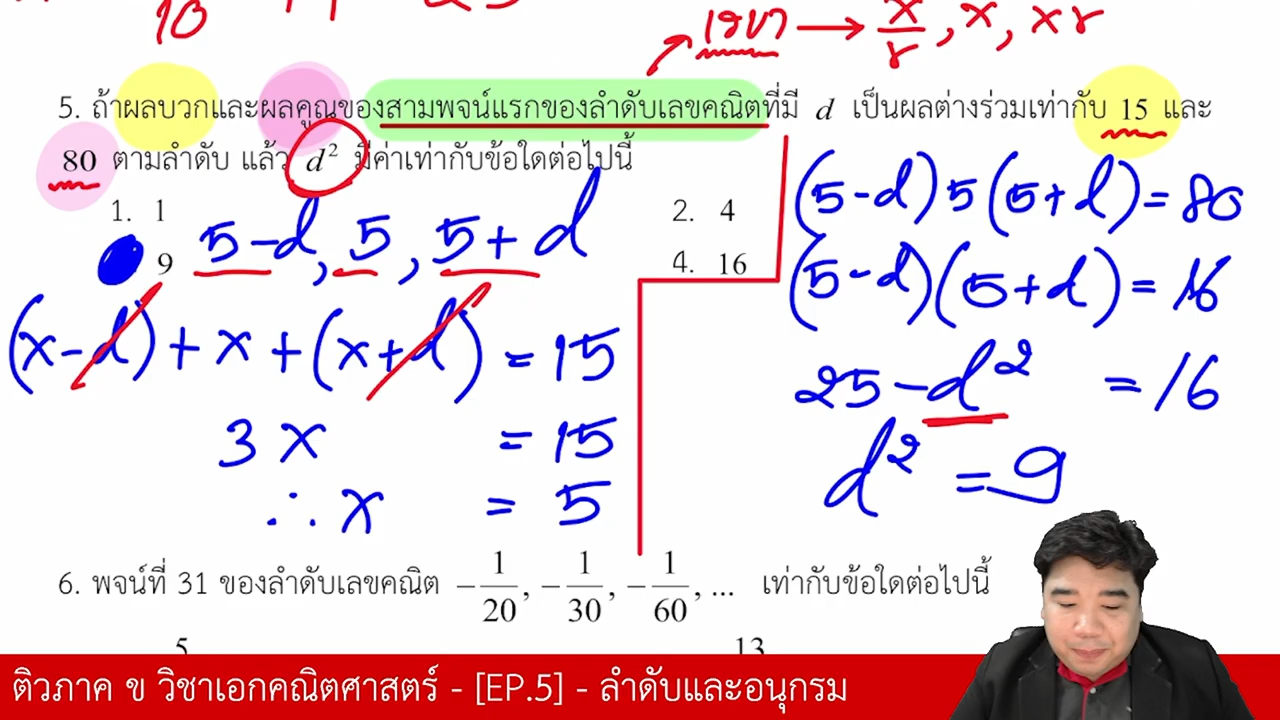 เรขา → x/r, x, xr
5. ถ้าผลบวกและผลคูณของสามพจน์แรกของลำดับเลขคณิตที่มี d เป็นผลต่างร่วมเท่ากับ 15 และ
80 ตามลำดับ แล้ว d² มีค่าเท่ากับข้อใดต่อไปนี้
1. 1
2. 4
9
4. 16
5-d, 5, 5+d
(x-d) + x + (x+d) = 15
3x = 15
∴ x = 5
(5-d)5(5+d) = 80
(5-d)(5+d) = 16
25 - d² = 16
d² = 9
6. พจน์ที่ 31 ของลำดับเลขคณิต -1/20, -1/30, -1/60, ... เท่ากับข้อใดต่อไปนี้
5
13
ติวภาค ข วิชาเอกคณิตศาสตร์ - [EP.5] - ลำดับและอนุกรม